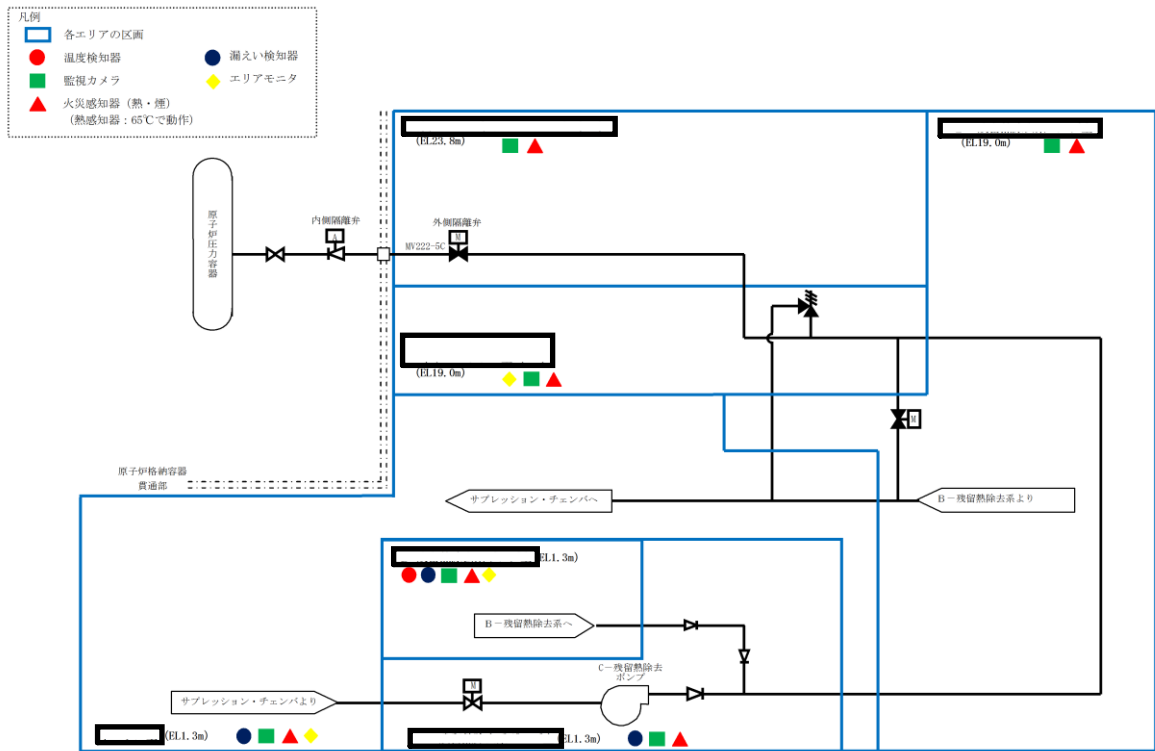 凡例
各エリアの区画
温度検知器
漏えい検知器
監視カメラ
エリアモニタ
火災感知器（熱・煙）
（熱感知器：65℃で動作）
(EL23.8m)
(EL19.0m)
原子炉圧力容器
内側隔離弁
外側隔離弁
A
M
MV222-5C
(EL19.0m)
M
原子炉格納容器
貫通部
サプレッション・チェンバへ
B－残留熱除去系より
EL1.3m)
B－残留熱除去系へ
C－残留熱除去
ポンプ
M
サプレッション・チェンバより
(EL1.3m)
(EL1.3m)